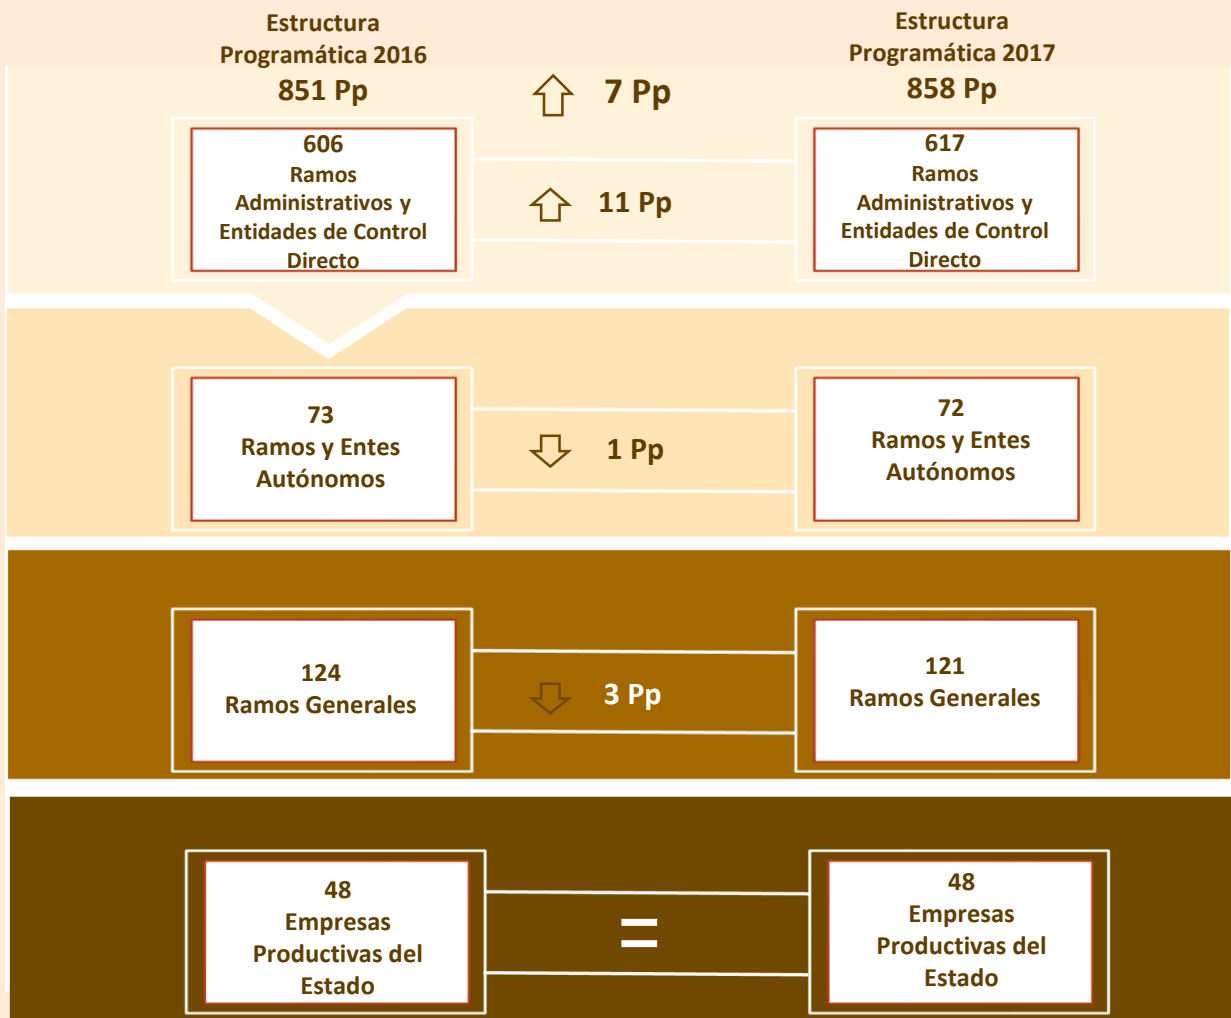 Estructura
Programática 2016
851 Pp
7 Pp
Estructura
Programática 2017
858 Pp
606
Ramos
Administrativos y
Entidades de Control
Directo
11 Pp
617
Ramos
Administrativos y
Entidades de Control
Directo
73
Ramos y Entes
Autónomos
1 Pp
72
Ramos y Entes
Autónomos
124
Ramos Generales
3 Pp
121
Ramos Generales
48
Empresas
Productivas del
Estado
=
48
Empresas
Productivas del
Estado